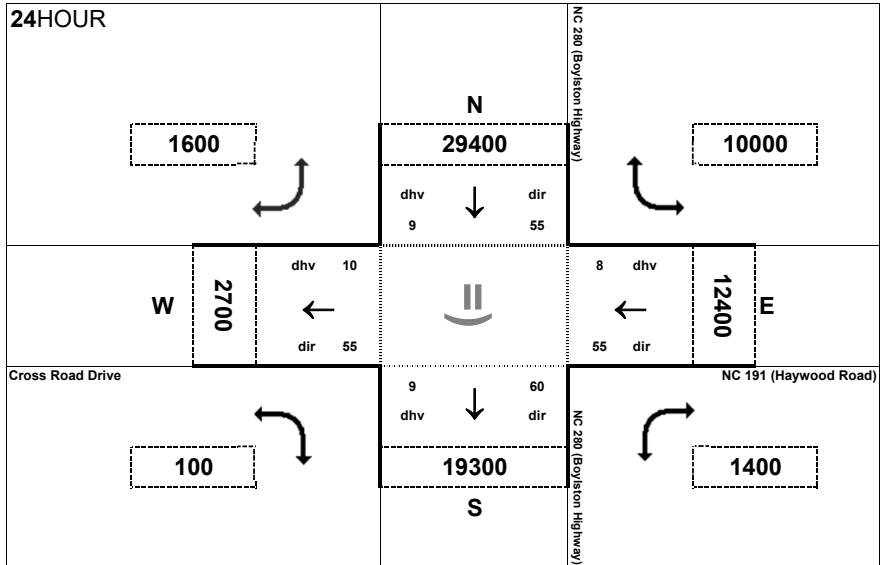 24HOUR
NC 280 (Boylston Highway)
N
1600
29400
10000
dhv
dir
9
55
dhv 10
8 dhv
W
2700
12400
E
dir 55
55 dir
Cross Road Drive
NC 191 (Haywood Road)
9
60
dhv
dir
NC 280 (Boylston Highway)
100
19300
1400
S